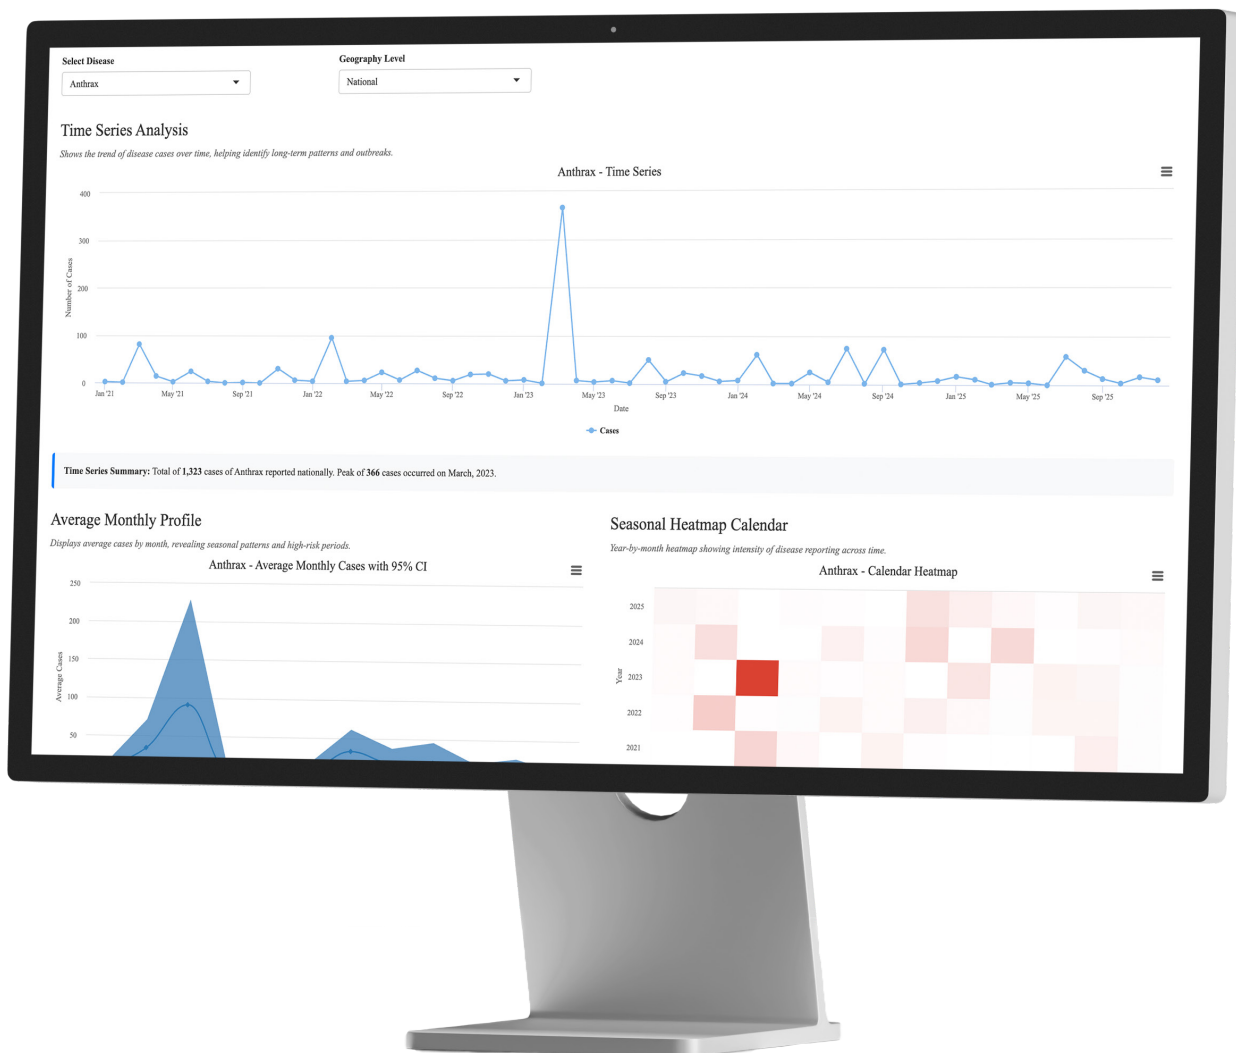 Select Disease
Geography Level
Anthrax
National
Time Series Analysis
Shows the trend of disease cases over time, helping identify long-term patterns and outbreaks.
Anthrax - Time Series
400
300
200
100
0
Number of Cases
Jan '21
May '21
Sep '21
Jan '22
May '22
Sep '22
Jan '23
May '23
Sep '23
Jan '24
May '24
Sep '24
Jan '25
May '25
Sep '25
Date
Cases
Time Series Summary: Total of 1,323 cases of Anthrax reported nationally. Peak of 366 cases occurred on March, 2023.
Average Monthly Profile
Displays average cases by month, revealing seasonal patterns and high-risk periods.
Anthrax - Average Monthly Cases with 95% CI
250
200
150
100
50
Average Cases
Seasonal Heatmap Calendar
Year-by-month heatmap showing intensity of disease reporting across time.
Anthrax - Calendar Heatmap
2025
2024
2023
2022
2021
Year